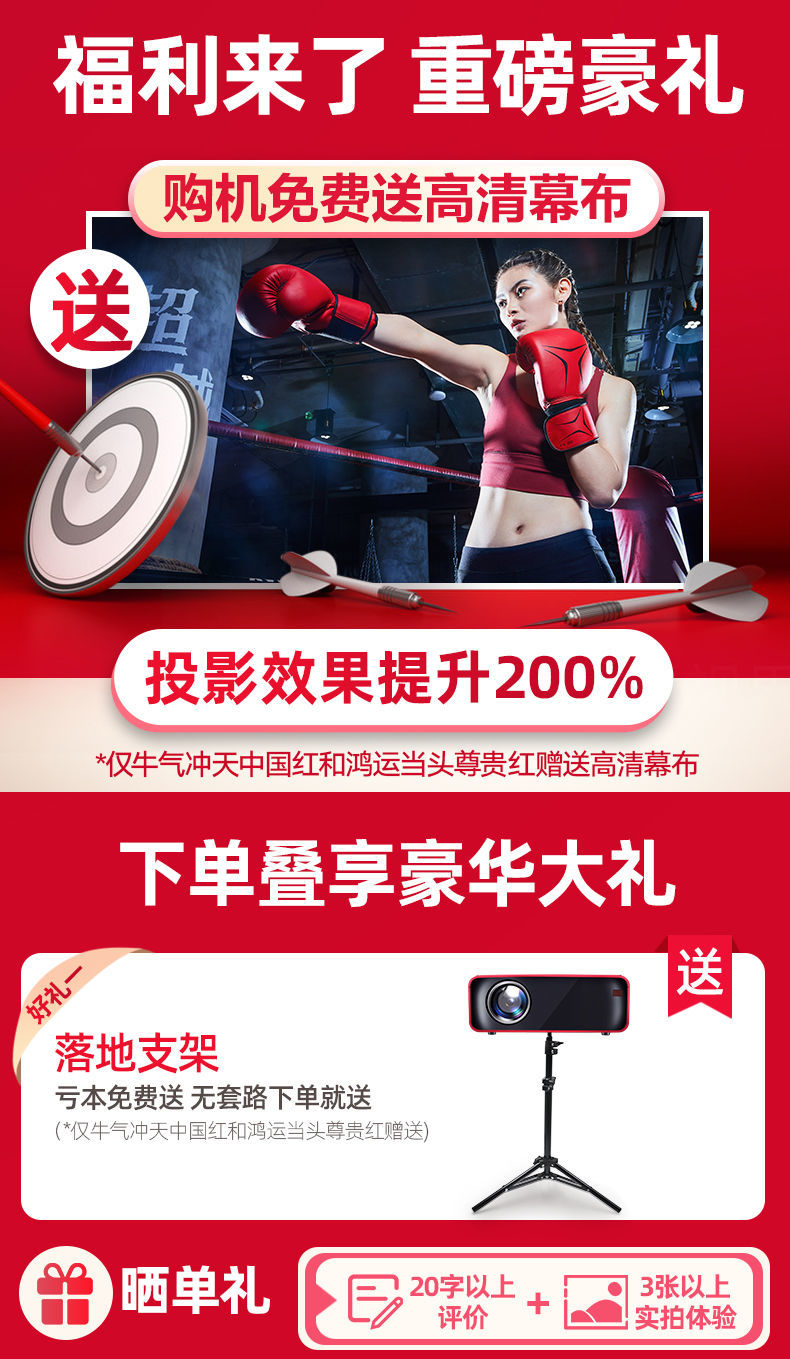 福利来了 重磅豪礼
购机免费送高清幕布
送
超
投影效果提升200%
*仅牛气冲天中国红和鸿运当头尊贵红赠送高清幕布
下单叠享豪华大礼
好礼一
送
落地支架
亏本免费送 无套路下单就送
(*仅牛气冲天中国红和鸿运当头尊贵红赠送)
晒单礼
20字以上
评价
+
3张以上
实拍体验